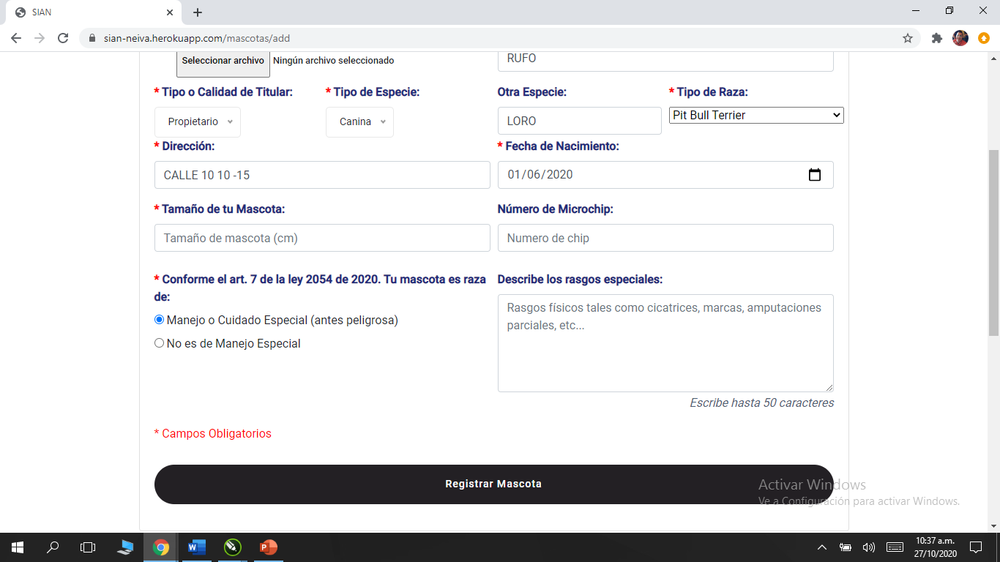 SIAN
sian-neiva.herokuapp.com/mascotas/add
Seleccionar archivo Ningún archivo seleccionado
RUFO
* Tipo o Calidad de Titular:
* Tipo de Especie:
Otra Especie:
* Tipo de Raza:
Propietario
Canina
LORO
Pit Bull Terrier
* Dirección:
* Fecha de Nacimiento:
CALLE 10 10 -15
01/06/2020
* Tamaño de tu Mascota:
Número de Microchip:
Tamaño de mascota (cm)
Numero de chip
* Conforme el art. 7 de la ley 2054 de 2020. Tu mascota es raza
de:
Manejo o Cuidado Especial (antes peligrosa)
No es de Manejo Especial
Describe los rasgos especiales:
Rasgos físicos tales como cicatrices, marcas, amputaciones
parciales, etc...
Escribe hasta 50 caracteres
* Campos Obligatorios
Registrar Mascota
Activar Windows
Ve a Configuración para activar Windows.
10:37 a.m.
27/10/2020